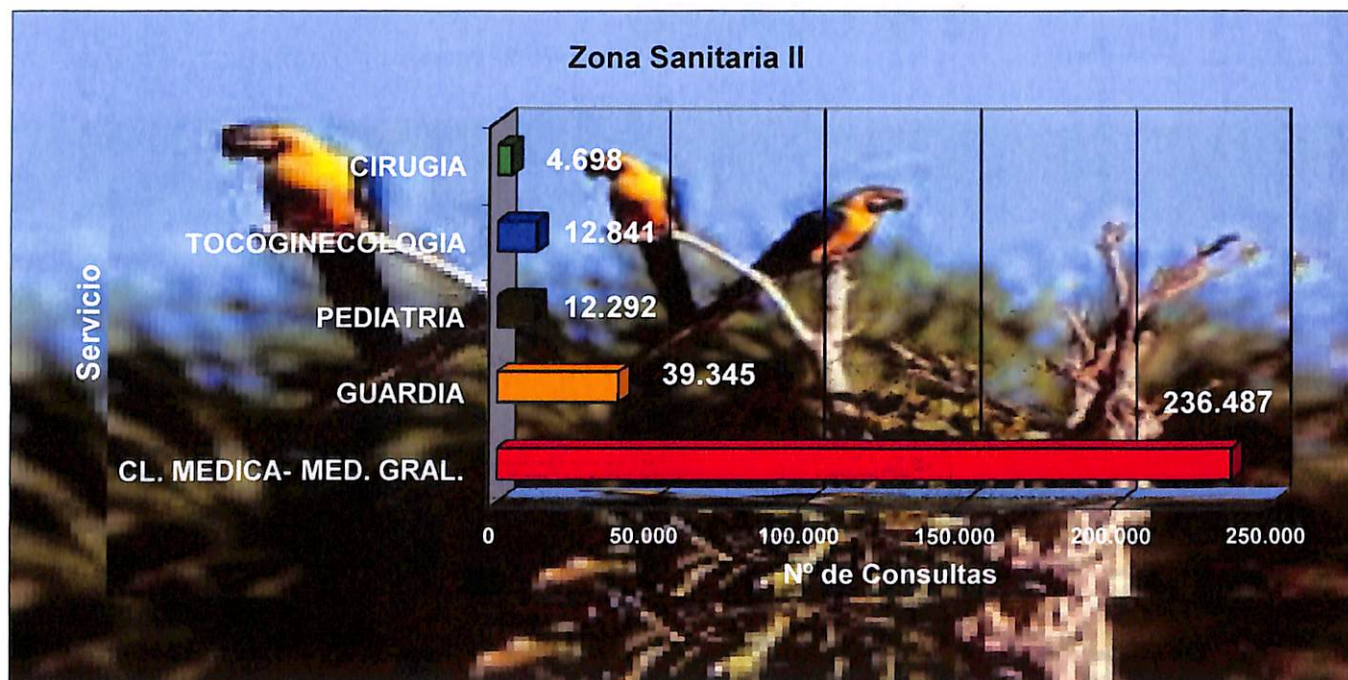 Zona Sanitaria II
Servicio
CIRUGIA 4.698
TOCOGINECOLOGIA 12.841
PEDIATRIA 12.292
GUARDIA 39.345
CL. MEDICA- MED. GRAL. 236.487
0 50.000 100.000 150.000 200.000 250.000
Nº de Consultas